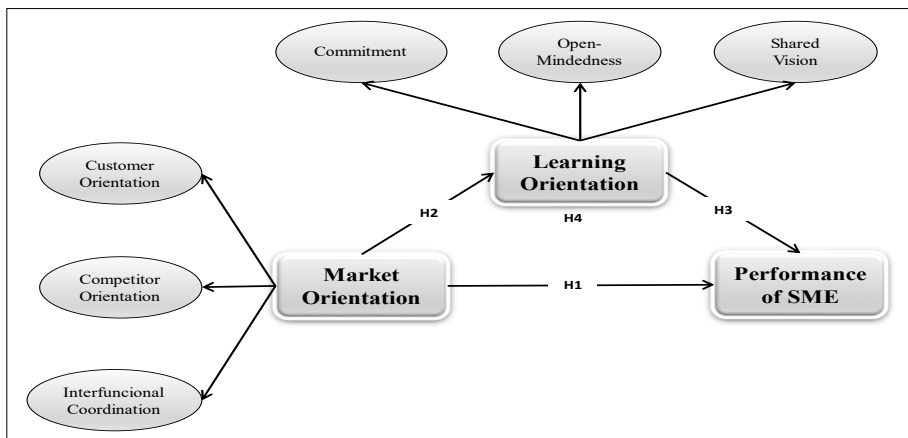 Commitment
Open-
Mindedness
Shared
Vision
Learning
Orientation
Customer
Orientation
H2
H4
H3
Competitor
Orientation
Market
Orientation
H1
Performance
of SME
Interfuncional
Coordination